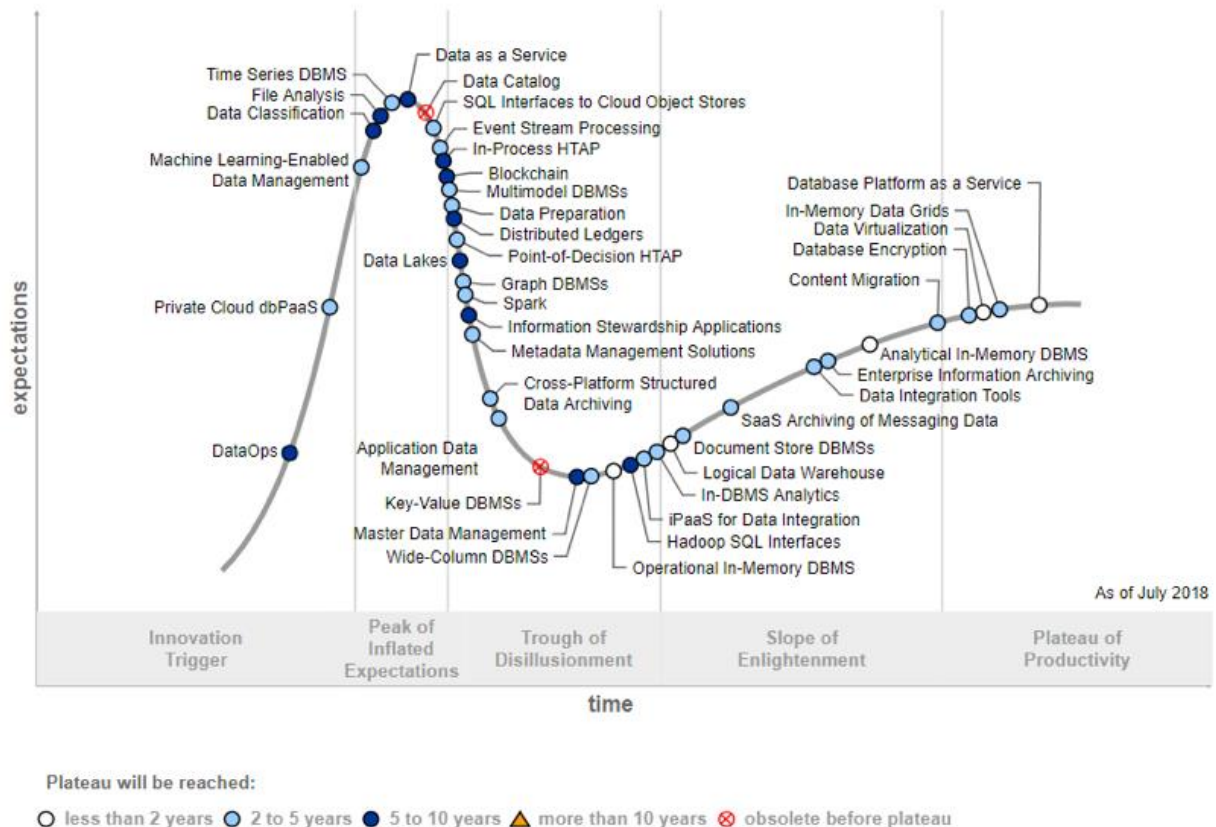 Data as a Service
Time Series DBMS
Data Catalog
File Analysis
SQL Interfaces to Cloud Object Stores
Data Classification
Event Stream Processing
In-Process HTAP
Machine Learning-Enabled
Data Management
Blockchain
Multimodel DBMSs
Data Preparation
Distributed Ledgers
Point-of-Decision HTAP
Data Lakes
Graph DBMSs
Spark
Private Cloud dbPaaS
Information Stewardship Applications
Metadata Management Solutions
Cross-Platform Structured
Data Archiving
DataOps
Application Data
Management
Key-Value DBMSs
Master Data Management
Wide-Column DBMSs
Database Platform as a Service
In-Memory Data Grids
Data Virtualization
Database Encryption
Content Migration
Analytical In-Memory DBMS
Enterprise Information Archiving
Data Integration Tools
SaaS Archiving of Messaging Data
Document Store DBMSs
Logical Data Warehouse
In-DBMS Analytics
iPaaS for Data Integration
Hadoop SQL Interfaces
Operational In-Memory DBMS
As of July 2018
expectations
Innovation
Trigger
Peak of
Inflated
Expectations
Trough of
Disillusionment
Slope of
Enlightenment
Plateau of
Productivity
time
Plateau will be reached:
less than 2 years 2 to 5 years 5 to 10 years more than 10 years obsolete before plateau